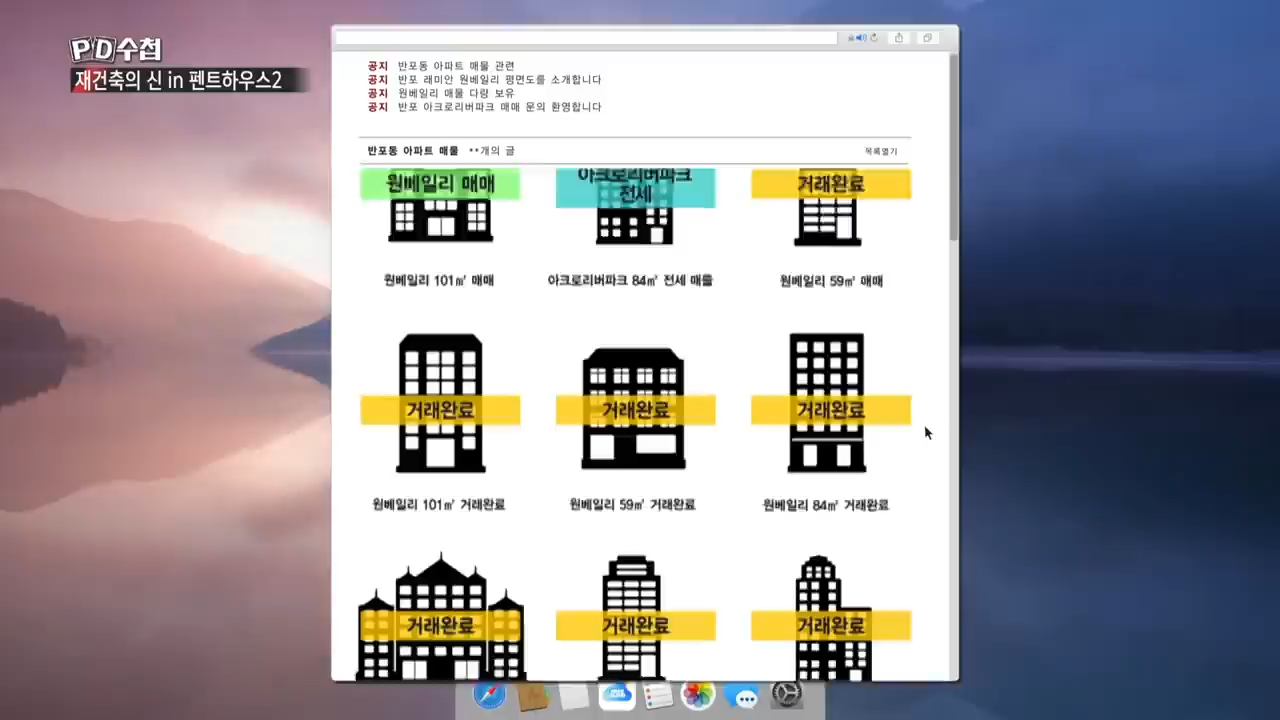 PD수첩
재건축의 신 in 펜트하우스2
공지 반포동 아파트 매물 관련
공지 반포 래미안 원베일리 평면도를 소개합니다
공지 원베일리 매물 다량 보유
공지 반포 아크로리버파크 매매 문의 환영합니다
반포동 아파트 매물 **개의 글 목록열기
원베일리 매매
아크로리버파크
전세
거래완료
원베일리 101㎡ 매매
아크로리버파크 84㎡ 전세 매물
원베일리 59㎡ 매매
거래완료
거래완료
거래완료
원베일리 101㎡ 거래완료
원베일리 59㎡ 거래완료
원베일리 84㎡ 거래완료
거래완료
거래완료
거래완료